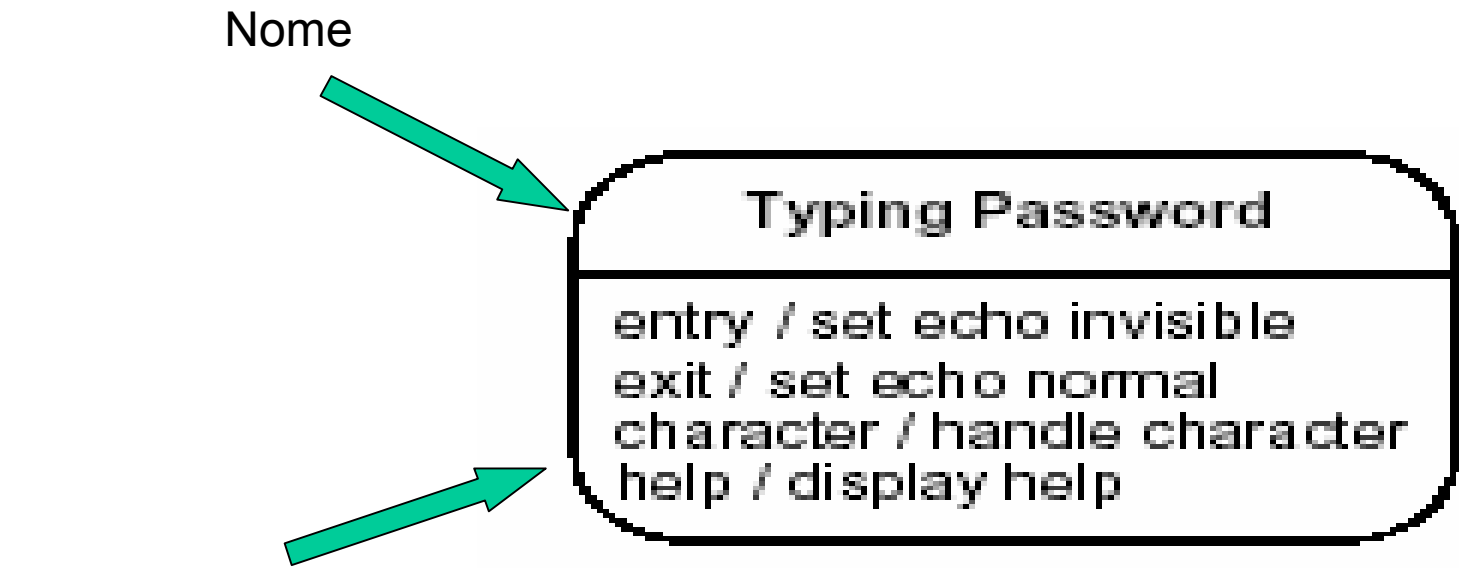 Nome
Typing Password
entry / set echo invisible
exit / set echo normal
character / handle character
help / display help